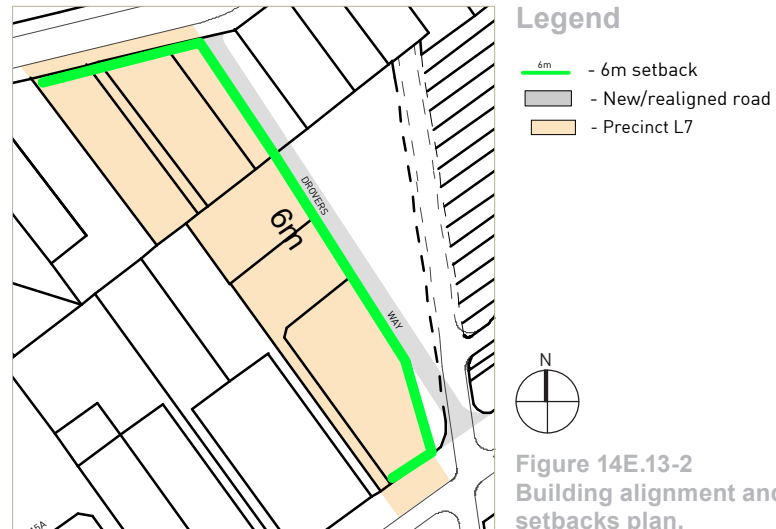 Legend
6m
- 6m setback
- New/realigned road
- Precinct L7
DROVERS
6m
WAY
N
Figure 14E.13-2
Building alignment and
setbacks plan.